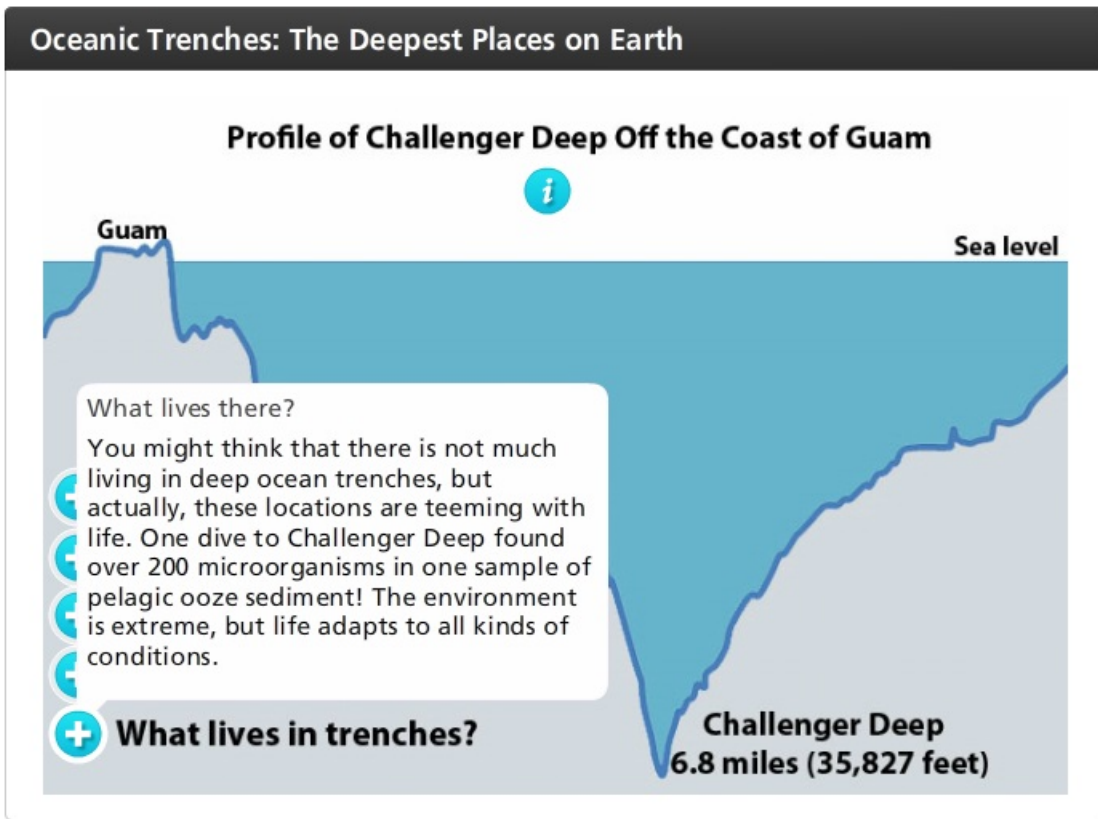 Oceanic Trenches: The Deepest Places on Earth
Profile of Challenger Deep Off the Coast of Guam
i
Guam
Sea level
What lives there?
You might think that there is not much
living in deep ocean trenches, but
actually, these locations are teeming with
life. One dive to Challenger Deep found
over 200 microorganisms in one sample of
pelagic ooze sediment! The environment
is extreme, but life adapts to all kinds of
conditions.
What lives in trenches?
Challenger Deep
6.8 miles (35,827 feet)